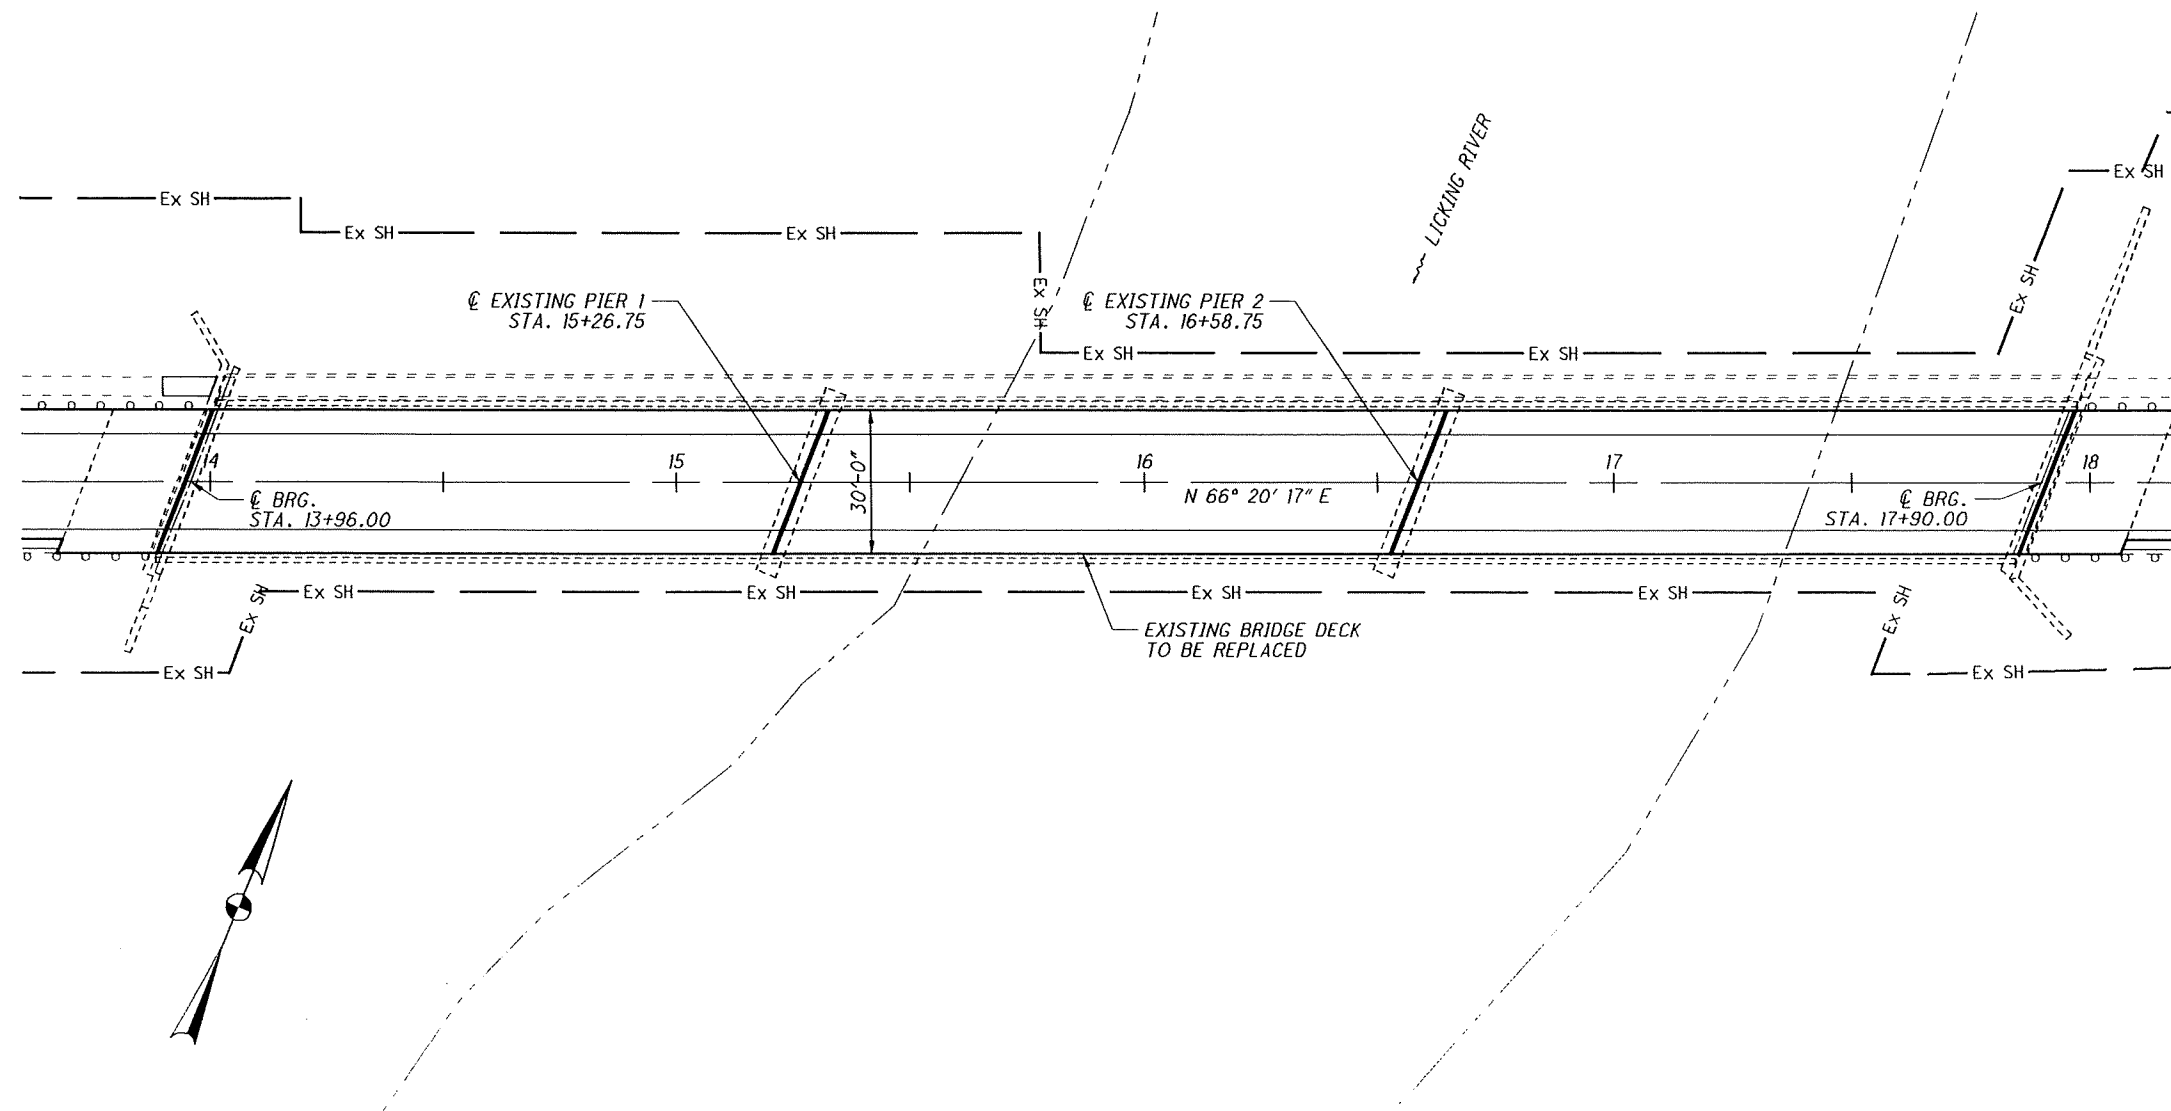 LICKING RIVER
Ex SH
Ex SH
Ex SH
Ex SH
Ex SH
Ex SH
Ex SH
Ex SH
Ex SH
℄ EXISTING PIER 1
STA. 15+26.75
℄ EXISTING PIER 2
STA. 16+58.75
14
15
16
17
18
30'-0"
N 66° 20' 17" E
℄ BRG.
STA. 13+96.00
℄ BRG.
STA. 17+90.00
Ex SH
Ex SH
Ex SH
Ex SH
Ex SH
Ex SH
EXISTING BRIDGE DECK
TO BE REPLACED
Ex SH
Ex SH